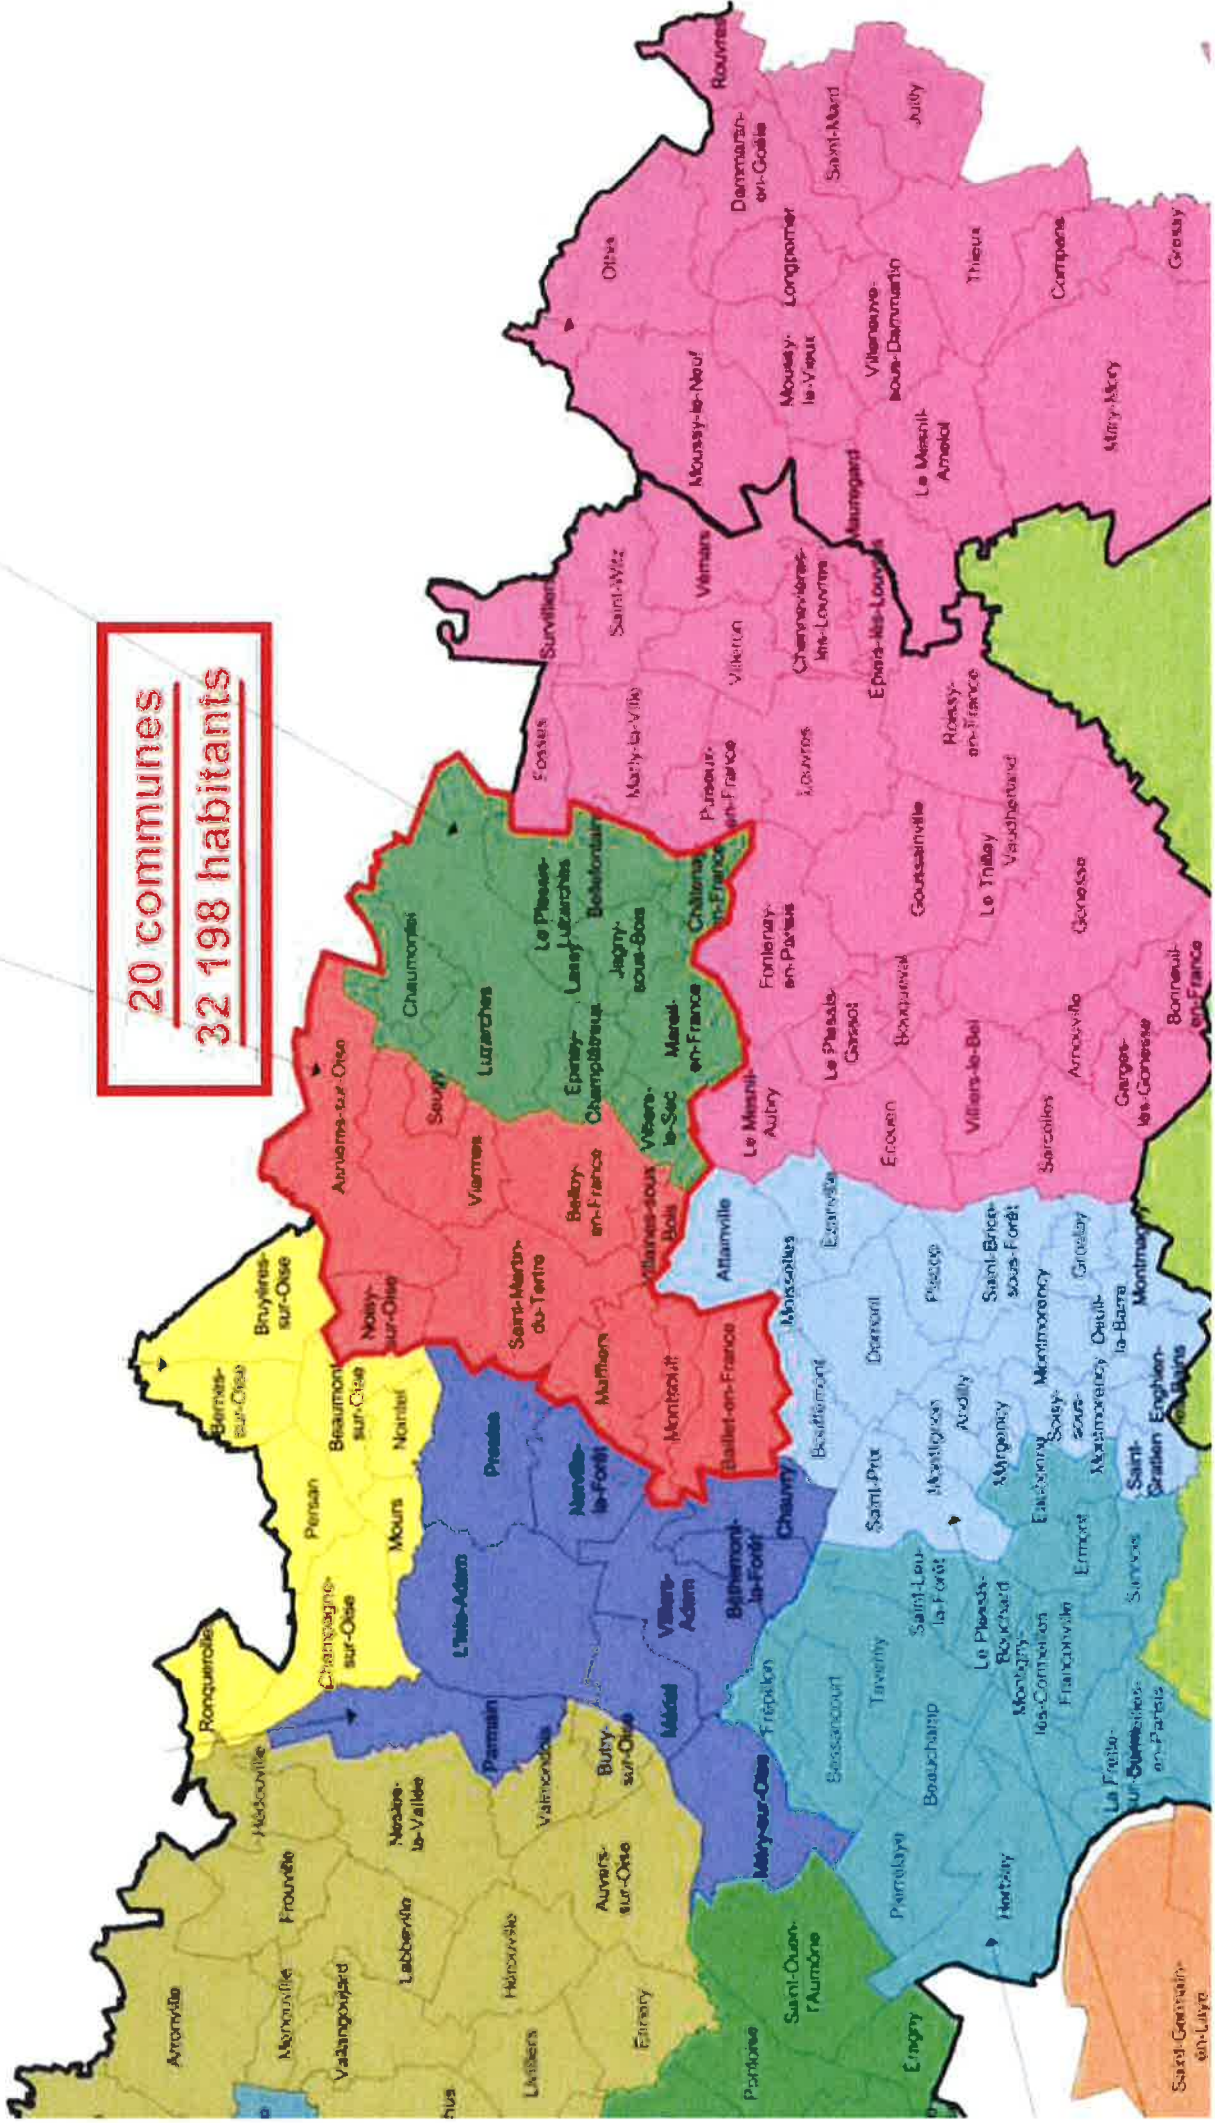 20 communes
32 198 habitants
Ronquerolles
Bernes-
sur-Oise
Bruyères-
sur-Oise
Champagne-
sur-Oise
Persan
Beaumont
sur-Oise
Mours
Nointel
Noisy-
sur-Oise
Asnières-sur-Oise
Seugy
Viarmes
Saint-Martin-
du-Tertre
Belloy-
en-France
Villaines-sous
Bois
Maffliers
Montsoult
Baillet-en-France
Chaumontel
Luzarches
Le Plessis-
Luzarches
Lassy
Bellefontaine
Epinay-
Champlâtreux
Jagny-
sous-Bois
Mareil-
en-France
Châtenay
en-France
Villiers-
le-Sec
Arronville
Menouville
Frouville
Hédouville
Vallangoujard
Labbeville
Nesles-
la-Vallée
Hérouville
Livilliers
Ennery
Auvers-
sur-Oise
Valmondois
Butry-
sur-Oise
Parmain
L'Isle-Adam
Presles
Nerville-
la-Forêt
Villiers-
Adam
Mériel
Béthemont-
la-Forêt
Chauvry
Méry-sur-Oise
Pontoise
Saint-Ouen-
l'Aumône
Eragny
Frépillon
Bessancourt
Taverny
Saint-Leu-
la-Forêt
Beauchamp
Pierrelaye
Herblay
Le Plessis-
Bouchard
Montigny-
lès-Cormeilles
Franconville
Ermont
Eaubonne
Sannois
La Frette-
sur-
Cormeilles-
en-Parisis
Saint-Germain-
en-Laye
Attainville
Moisselles
Ezanville
Bouffémont
Domont
Piscop
Saint-Brice-
sous-Forêt
Saint-Prix
Montlignon
Andilly
Margency
Montmorency
Groslay
Soisy-
sous-
Montmorency
Deuil-
la-Barre
Montmagny
Saint-
Gratien
Enghien-
les-Bains
Fosses
Survilliers
Saint-Witz
Marly-la-Ville
Vémars
Villeron
Puiseux-
en-France
Louvres
Chennevières-
lès-Louvres
Epiais-lès-Louvres
Fontenay-
en-Parisis
Le Mesnil-
Aubry
Le Plessis-
Gassot
Bouqueval
Goussainville
Ecouen
Villiers-le-Bel
Le Thillay
Vaudherland
Roissy-
en-France
Sarcelles
Arnouville
Gonesse
Garges-
lès-Gonesse
Bonneuil-
en-France
Othis
Rouvres
Moussy-le-Neuf
Dammartin-
en-Goële
Longperrier
Moussy-
le-Vieux
Saint-Mard
Villeneuve-
sous-Dammartin
Mauregard
Juilly
Le Mesnil-
Amelot
Thieux
Compans
Mitry-Mory
Gressy